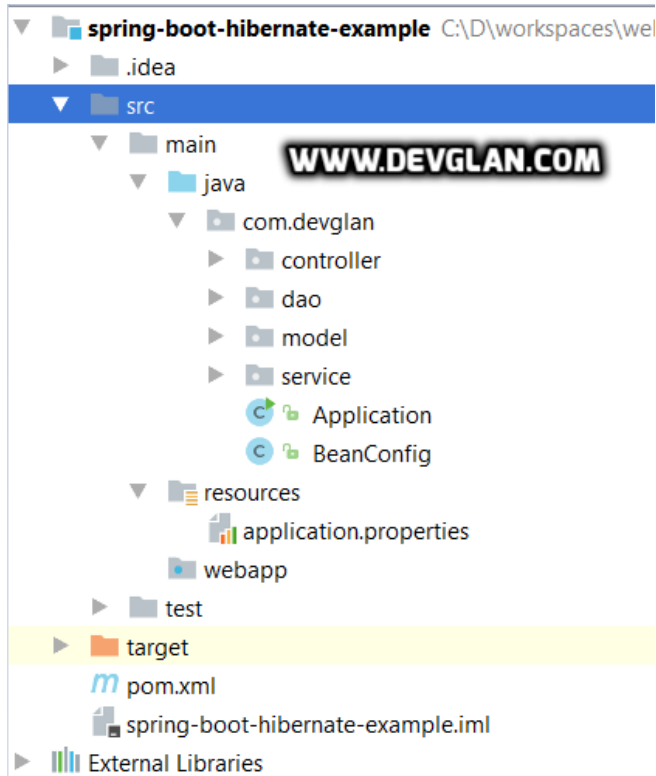 spring-boot-hibernate-example C:\D\workspaces\wel
.idea
src
main
WWW.DEVGLAN.COM
java
com.devglan
controller
dao
model
service
C Application
C BeanConfig
resources
application.properties
webapp
test
target
m pom.xml
spring-boot-hibernate-example.iml
External Libraries